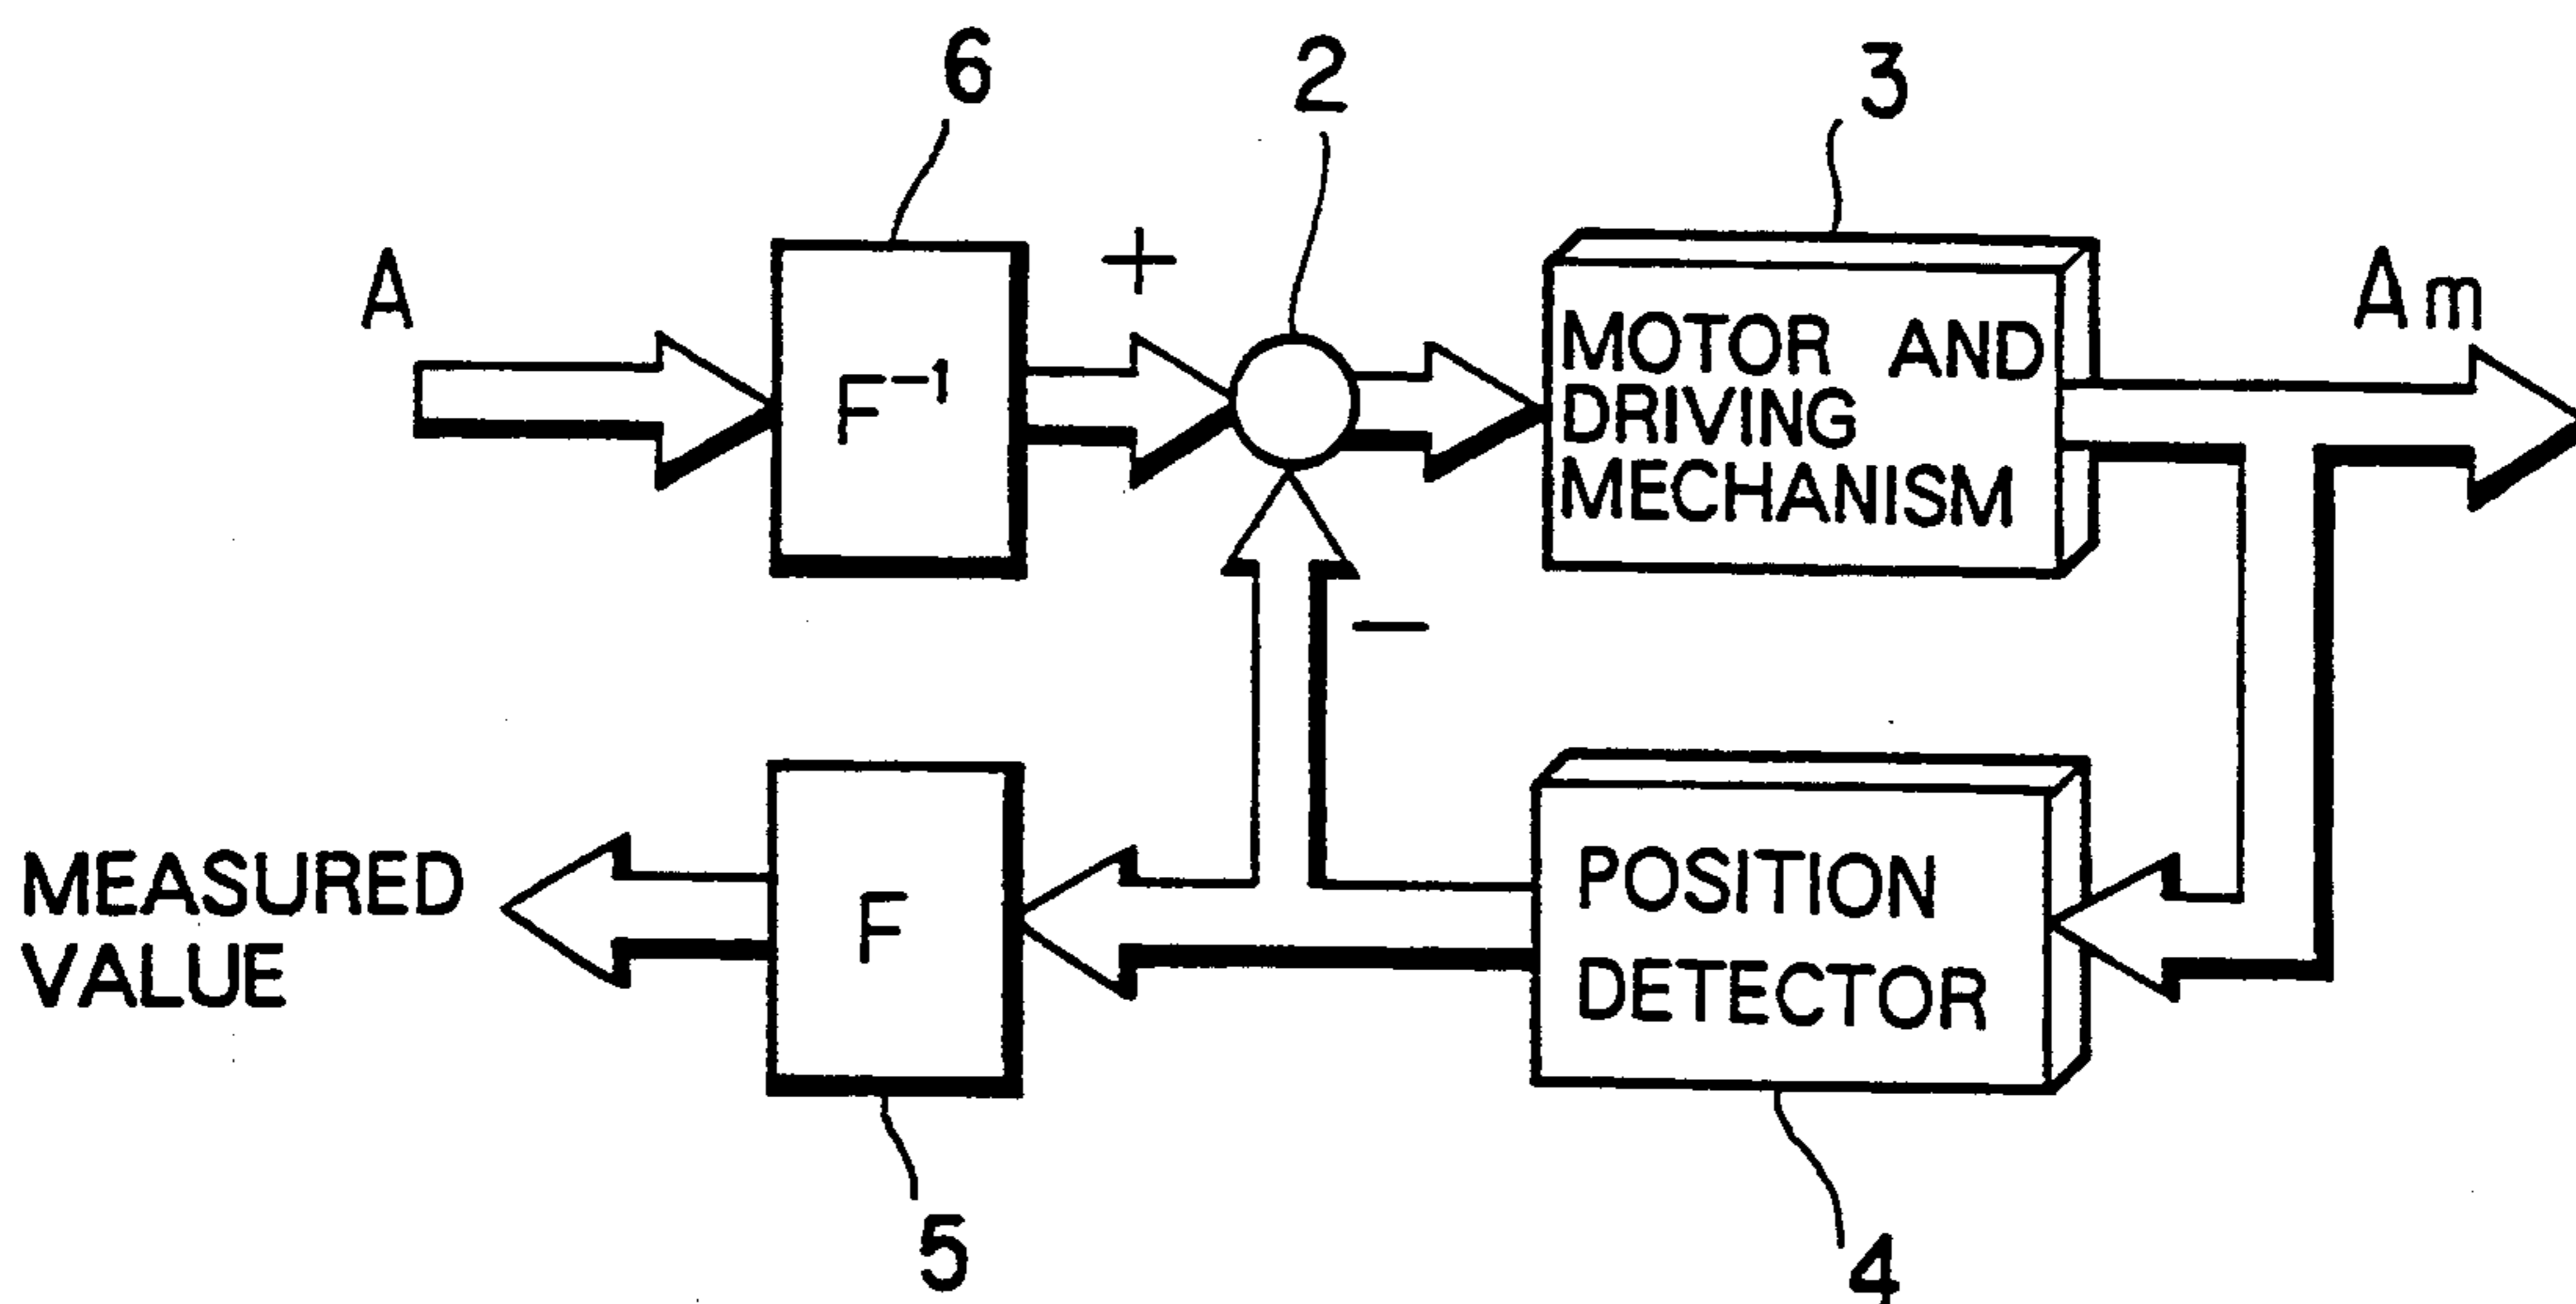 6
2
3
A
+
Am
F⁻¹
MOTOR AND
DRIVING
MECHANISM
−
MEASURED
VALUE
F
POSITION
DETECTOR
5
4